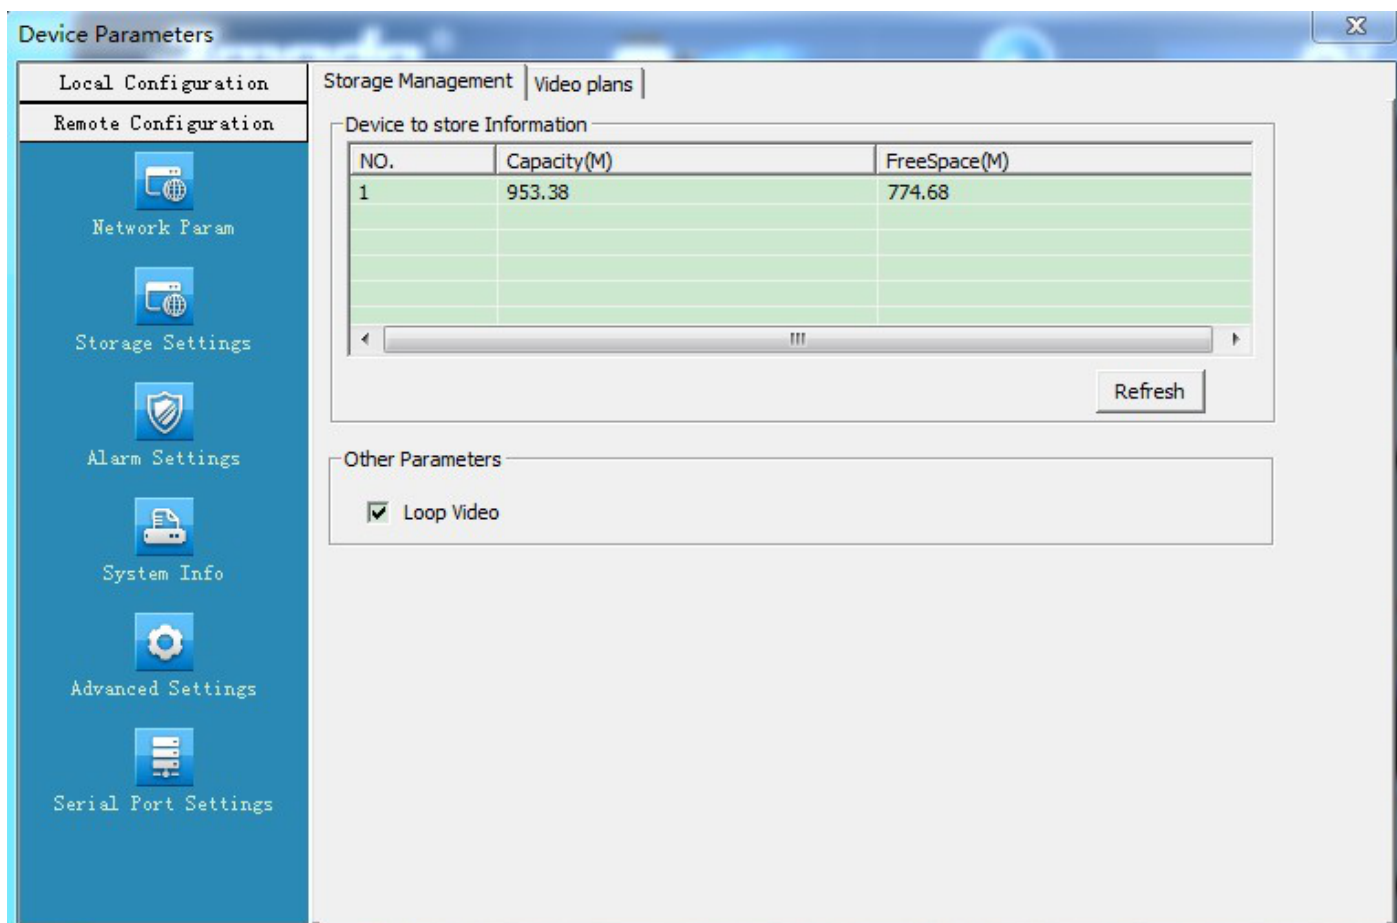 Device Parameters
Local Configuration
Remote Configuration
Network Param
Storage Settings
Alarm Settings
System Info
Advanced Settings
Serial Port Settings
Storage Management Video plans
Device to store Information
NO. Capacity(M) FreeSpace(M)
1 953.38 774.68
Refresh
Other Parameters
Loop Video